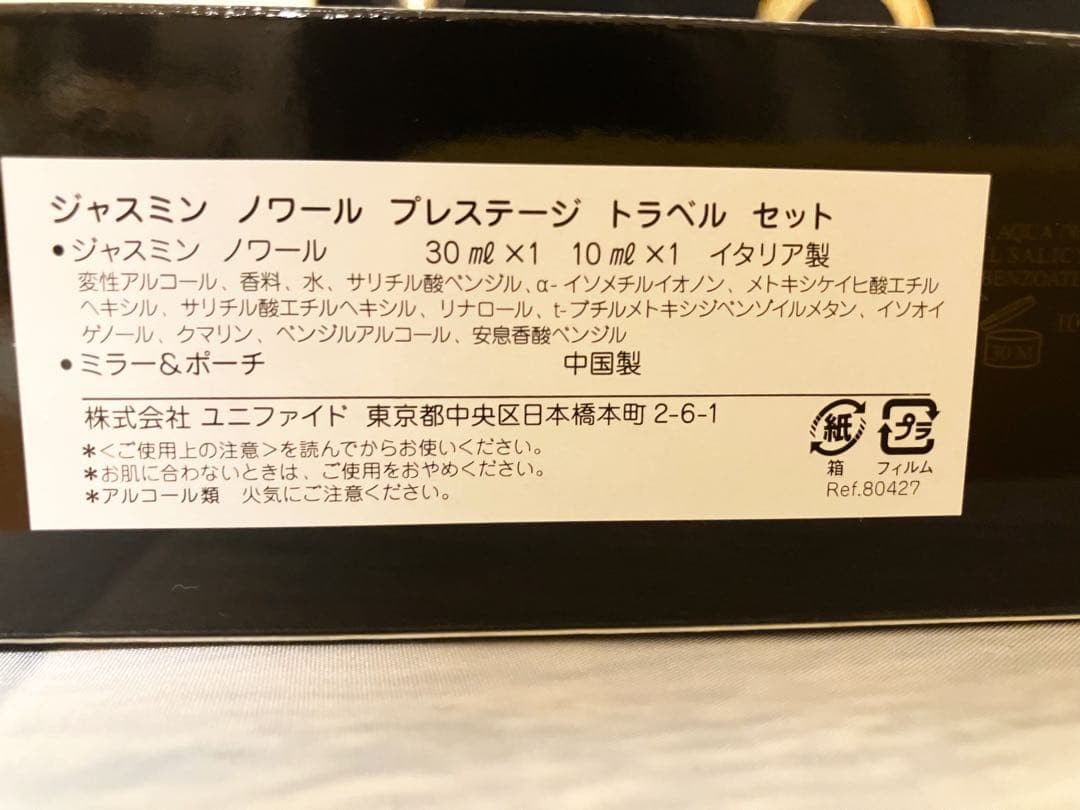 ジャスミン ノワール プレステージ トラベル セット
•ジャスミン ノワール 30㎖×1 10㎖×1 イタリア製
変性アルコール、香料、水、サリチル酸ベンジル、α-イソメチルイオノン、メトキシケイヒ酸エチル
ヘキシル、サリチル酸エチルヘキシル、リナロール、t-ブチルメトキシジベンゾイルメタン、イソオイ
ゲノール、クマリン、ベンジルアルコール、安息香酸ベンジル
•ミラー&ポーチ 中国製
株式会社 ユニファイド 東京都中央区日本橋本町2-6-1
*<ご使用上の注意>を読んでからお使いください。
*お肌に合わないときは、ご使用をおやめください。
*アルコール類 火気にご注意ください。
紙 プラ
箱 フィルム
Ref.80427
30 M